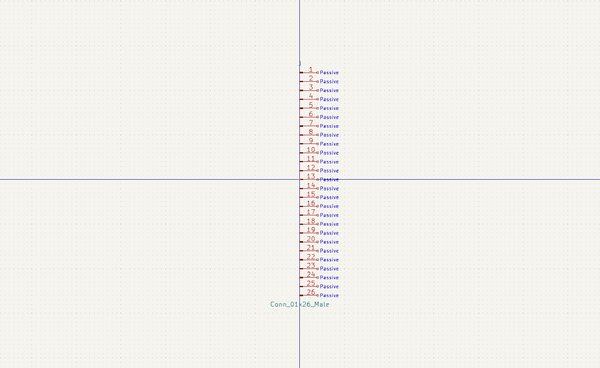 J
1 Passive
2 Passive
3 Passive
4 Passive
5 Passive
6 Passive
7 Passive
8 Passive
9 Passive
10 Passive
11 Passive
12 Passive
13 Passive
14 Passive
15 Passive
16 Passive
17 Passive
18 Passive
19 Passive
20 Passive
21 Passive
22 Passive
23 Passive
24 Passive
25 Passive
26 Passive
Conn_01x26_Male